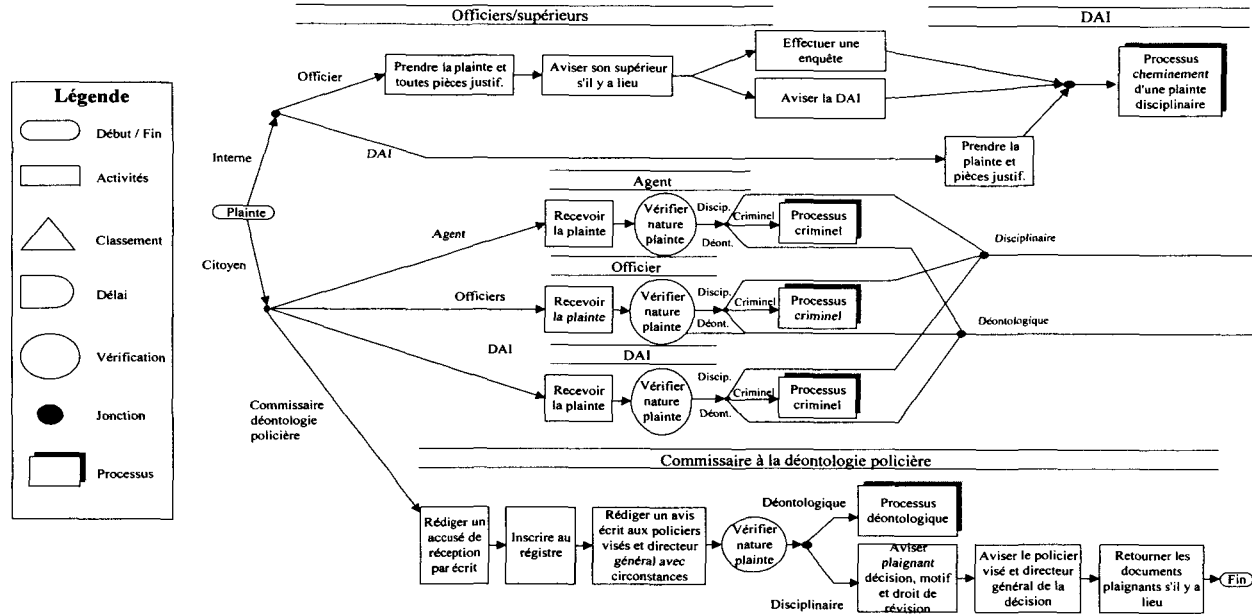 Officiers/supérieurs
DAI
Légende
Début / Fin
Activités
Classement
Délai
Vérification
Jonction
Processus
Plainte
Interne
Citoyen
Officier
Prendre la plainte et
toutes pièces justif.
Aviser son supérieur
s'il y a lieu
Effectuer une
enquête
Aviser la DAI
Processus
cheminement
d'une plainte
disciplinaire
DAI
Prendre la
plainte et
pièces justif.
Agent
Agent
Recevoir
la plainte
Vérifier
nature
plainte
Discip.
Criminel
Déont.
Processus
criminel
Disciplinaire
Officier
Officiers
Recevoir
la plainte
Vérifier
nature
plainte
Discip.
Criminel
Déont.
Processus
criminel
Déontologique
DAI
DAI
Recevoir
la plainte
Vérifier
nature
plainte
Discip.
Criminel
Déont.
Processus
criminel
Commissaire
déontologie
policière
Commissaire à la déontologie policière
Rédiger un
accusé de
réception
par écrit
Inscrire au
régistre
Rédiger un avis
écrit aux policiers
visés et directeur
général avec
circonstances
Vérifier
nature
plainte
Déontologique
Processus
déontologique
Disciplinaire
Aviser
plaignant
décision, motif
et droit de
révision
Aviser le policier
visé et directeur
général de la
décision
Retourner les
documents
plaignants s'il y a
lieu
Fin